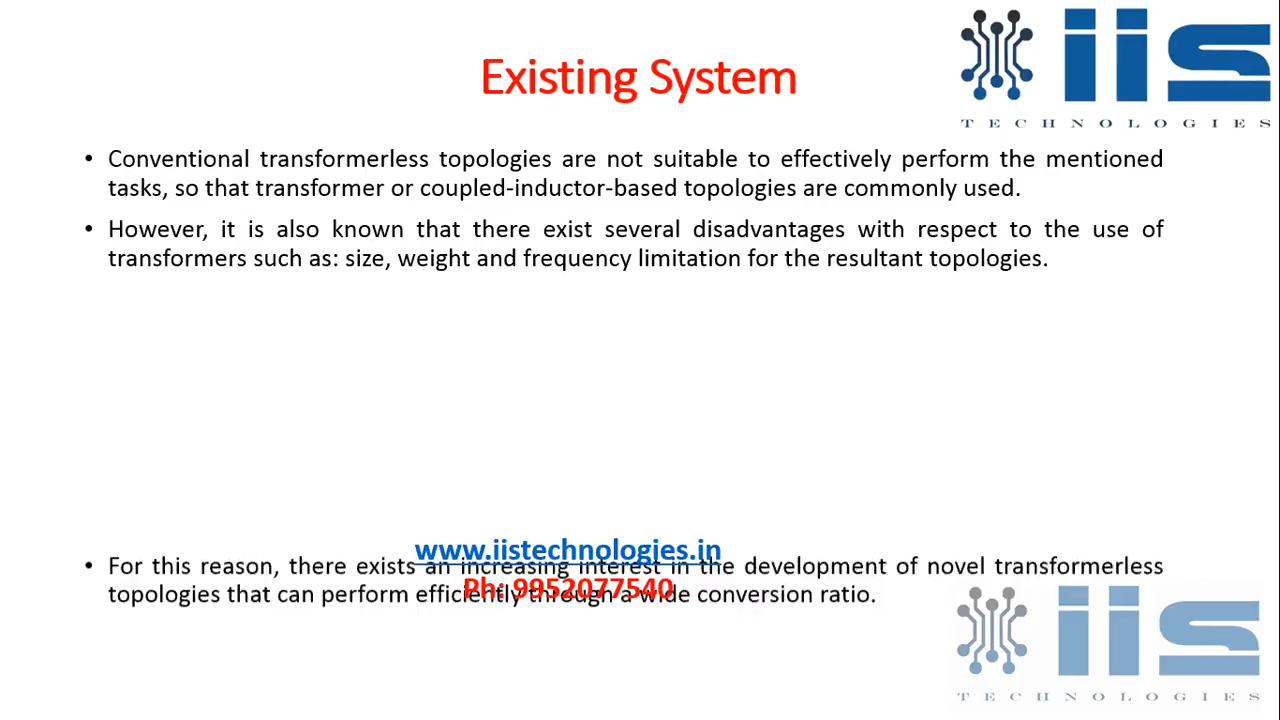 iis
TECHNOLOGIES
Existing System
• Conventional transformerless topologies are not suitable to effectively perform the mentioned
tasks, so that transformer or coupled-inductor-based topologies are commonly used.
• However, it is also known that there exist several disadvantages with respect to the use of
transformers such as: size, weight and frequency limitation for the resultant topologies.
www.iistechnologies.in
• For this reason, there exists an increasing interest in the development of novel transformerless
Ph: 9952077540
topologies that can perform efficiently through a wide conversion ratio.
iis
TECHNOLOGIES